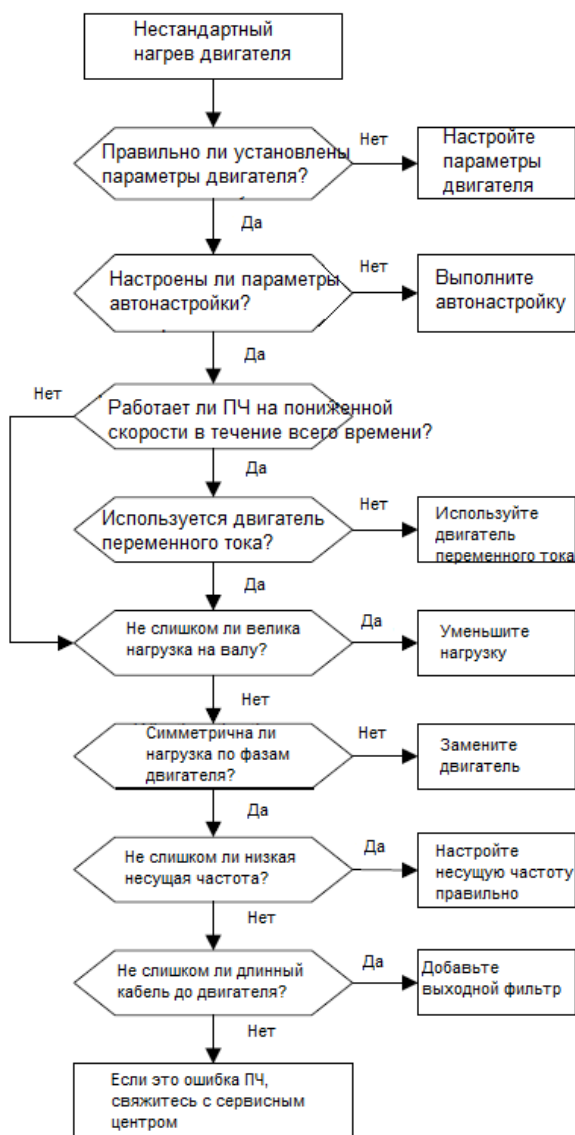 Нестандартный
нагрев двигателя
Правильно ли установлены
параметры двигателя?
Нет
Настройте
параметры
двигателя
Да
Настроены ли параметры
автонастройки?
Нет
Выполните
автонастройку
Да
Нет
Работает ли ПЧ на пониженной
скорости в течение всего времени?
Да
Используется двигатель
переменного тока?
Нет
Используйте
двигатель
переменного тока
Да
Не слишком ли велика
нагрузка на валу?
Да
Уменьшите
нагрузку
Нет
Симметрична ли
нагрузка по фазам
двигателя?
Нет
Замените
двигатель
Да
Не слишком ли низкая
несущая частота?
Да
Настройте
несущую частоту
правильно
Нет
Не слишком ли длинный
кабель до двигателя?
Да
Добавьте
выходной фильтр
Нет
Если это ошибка ПЧ,
свяжитесь с сервисным
центром